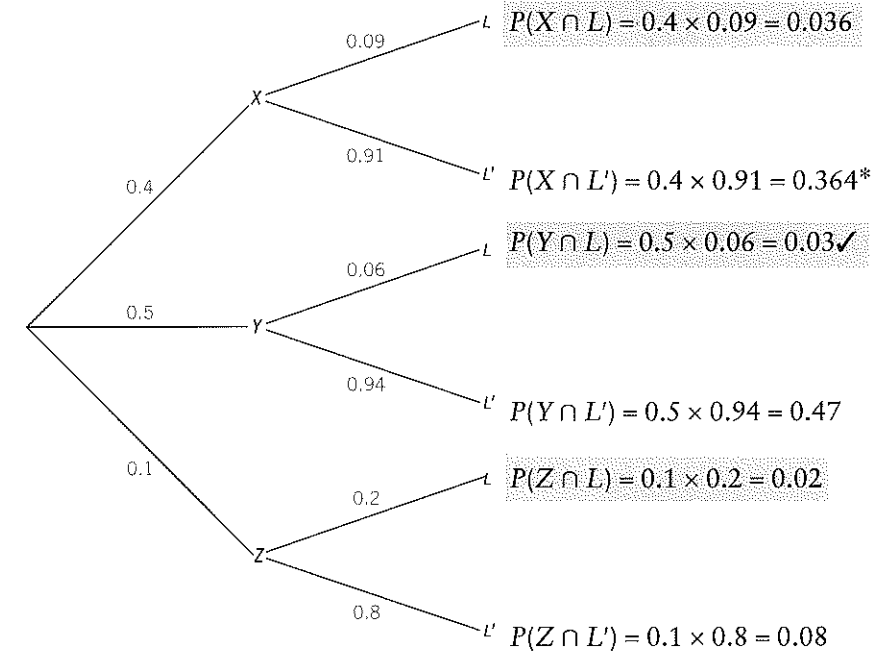 0.09
L P(X ∩ L) = 0.4 × 0.09 = 0.036
X
0.91
L' P(X ∩ L') = 0.4 × 0.91 = 0.364*
0.4
L P(Y ∩ L) = 0.5 × 0.06 = 0.03✓
0.06
0.5
Y
0.94
L' P(Y ∩ L') = 0.5 × 0.94 = 0.47
0.1
L P(Z ∩ L) = 0.1 × 0.2 = 0.02
0.2
Z
0.8
L' P(Z ∩ L') = 0.1 × 0.8 = 0.08